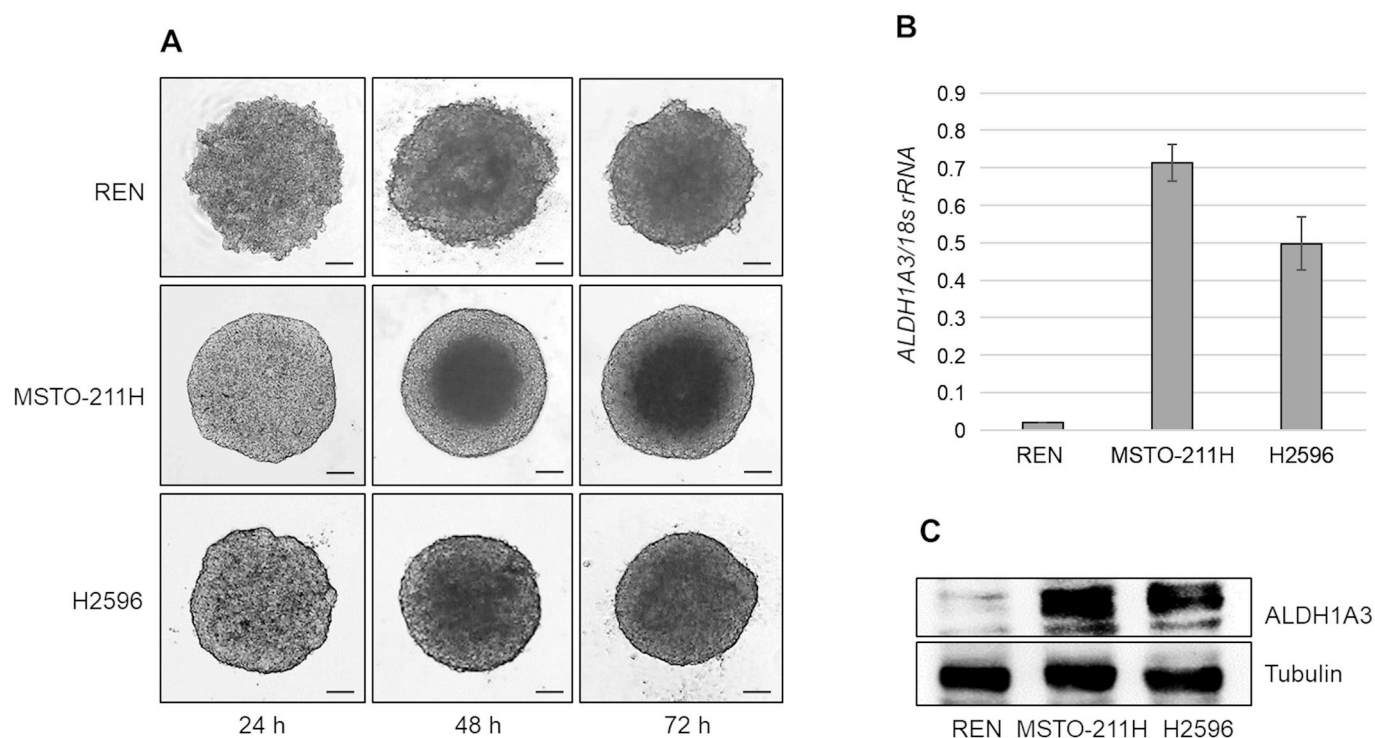 A
REN
MSTO-211H
H2596
24 h 48 h 72 h
B
ALDH1A3/18s rRNA
0.9
0.8
0.7
0.6
0.5
0.4
0.3
0.2
0.1
0
REN MSTO-211H H2596
C
ALDH1A3
Tubulin
REN MSTO-211H H2596